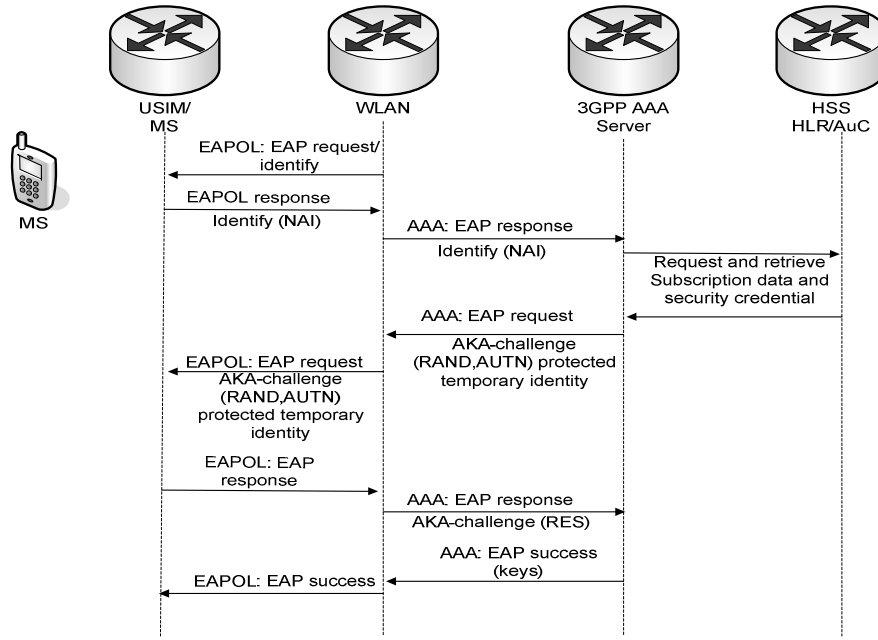 USIM/
MS
WLAN
3GPP AAA
Server
HSS
HLR/AuC
MS
EAPOL: EAP request/
identify
EAPOL response
Identify (NAI)
AAA: EAP response
Identify (NAI)
Request and retrieve
Subscription data and
security credential
AAA: EAP request
AKA-challenge
(RAND,AUTN) protected
temporary identity
EAPOL: EAP request
AKA-challenge
(RAND,AUTN)
protected temporary
identity
EAPOL: EAP
response
AAA: EAP response
AKA-challenge (RES)
AAA: EAP success
(keys)
EAPOL: EAP success